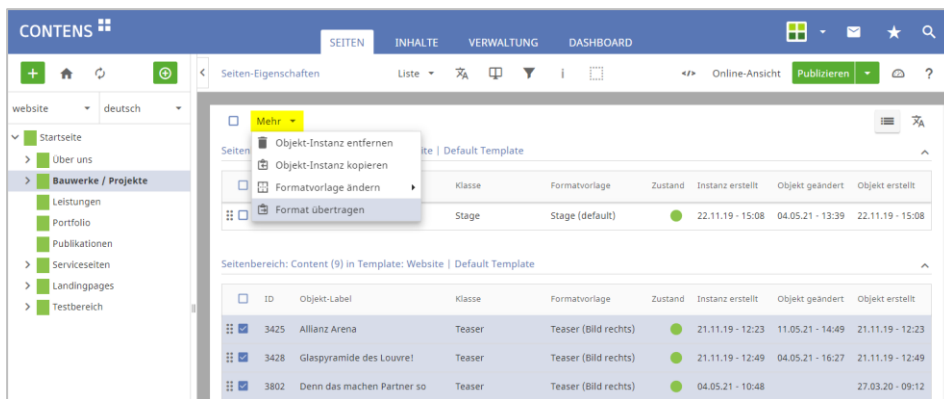 CONTENS
SEITEN INHALTE VERWALTUNG DASHBOARD
Seiten-Eigenschaften Liste i </> Online-Ansicht Publizieren ?
website deutsch
Startseite
Über uns
Bauwerke / Projekte
Leistungen
Portfolio
Publikationen
Serviceseiten
Landingpages
Testbereich
Mehr
Objekt-Instanz entfernen
Objekt-Instanz kopieren
Formatvorlage ändern
Format übertragen
Seiten ite | Default Template
Klasse Formatvorlage Zustand Instanz erstellt Objekt geändert Objekt erstellt
Stage Stage (default) 22.11.19 - 15:08 04.05.21 - 13:39 22.11.19 - 15:08
Seitenbereich: Content (9) in Template: Website | Default Template
ID Objekt-Label Klasse Formatvorlage Zustand Instanz erstellt Objekt geändert Objekt erstellt
3425 Allianz Arena Teaser Teaser (Bild rechts) 21.11.19 - 12:23 11.05.21 - 14:49 21.11.19 - 12:23
3428 Glaspyramide des Louvre! Teaser Teaser (Bild rechts) 21.11.19 - 12:49 04.05.21 - 16:27 21.11.19 - 12:49
3802 Denn das machen Partner so Teaser Teaser (Bild rechts) 04.05.21 - 10:48 27.03.20 - 09:12